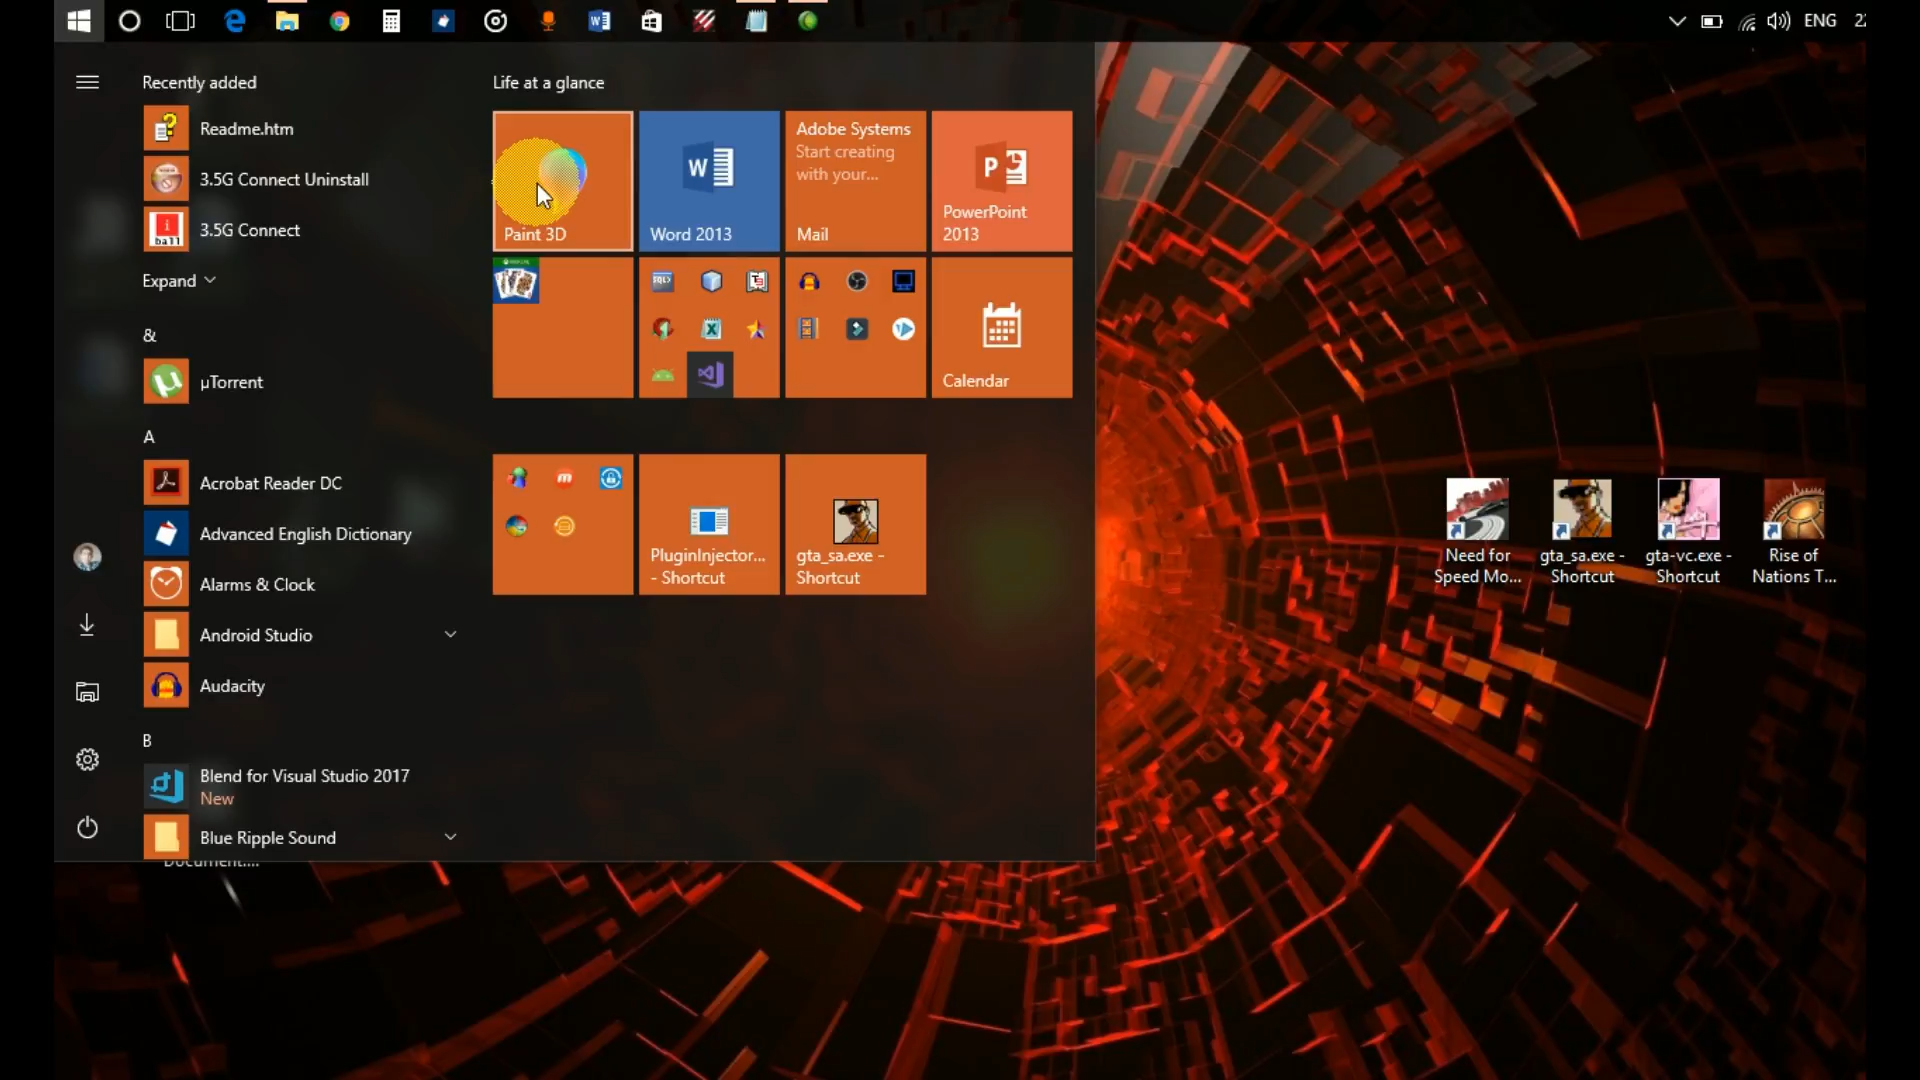 ENG
Recently added
Readme.htm
3.5G Connect Uninstall
3.5G Connect
Expand
&
µTorrent
A
Acrobat Reader DC
Advanced English Dictionary
Alarms & Clock
Android Studio
Audacity
B
Blend for Visual Studio 2017
New
Blue Ripple Sound
Life at a glance
Paint 3D
Word 2013
Adobe Systems
Start creating
with your...
Mail
PowerPoint
2013
Calendar
PluginInjector...
- Shortcut
gta_sa.exe -
Shortcut
Need for
Speed Mo...
gta_sa.exe -
Shortcut
gta-vc.exe -
Shortcut
Rise of
Nations T...